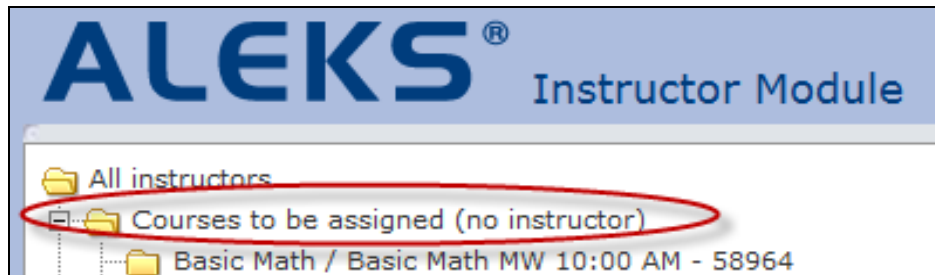 ALEKS®
Instructor Module
All instructors
Courses to be assigned (no instructor)
Basic Math / Basic Math MW 10:00 AM - 58964